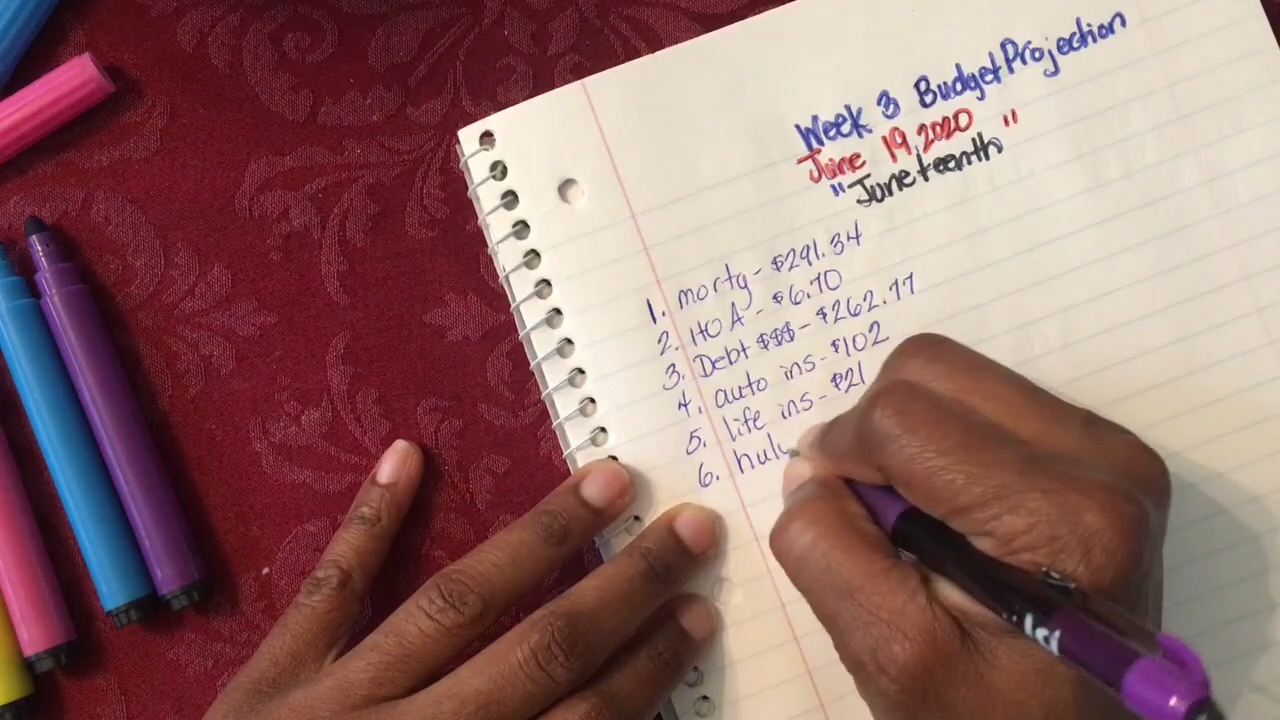 Week 3 Budget Projection
June 19, 2020
"Juneteenth"
1. morty - $291.34
2. HOA - $6.70
3. Debt $$$ - $262.77
4. auto ins - $102
5. life ins - $21
6. hulu